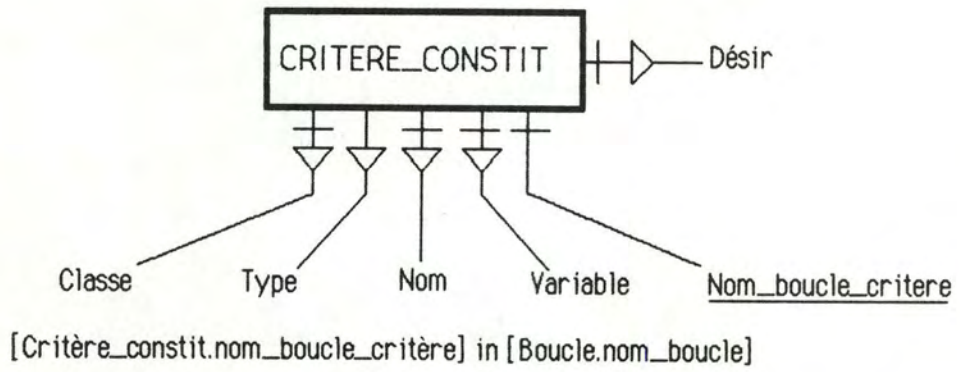 CRITERE_CONSTIT
Désir
Classe
Type
Nom
Variable
Nom_boucle_critere
[Critère_constit.nom_boucle_critère] in [Boucle.nom_boucle]